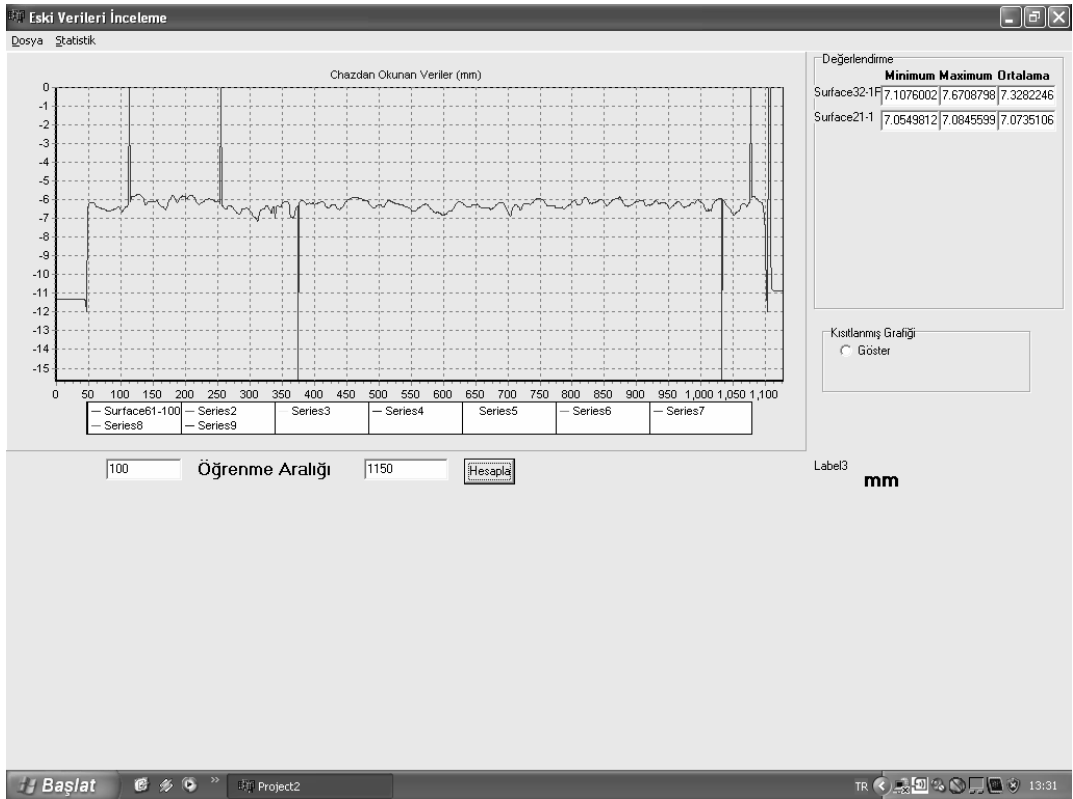 Eski Verileri İnceleme
Dosya Statistik
Chazdan Okunan Veriler (mm)
0
-1
-2
-3
-4
-5
-6
-7
-8
-9
-10
-11
-12
-13
-14
-15
0 50 100 150 200 250 300 350 400 450 500 550 600 650 700 750 800 850 900 950 1,000 1,050 1,100
Surface61-100 Series2 Series3 Series4 Series5 Series6 Series7
Series8 Series9
100 Öğrenme Aralığı 1150 Hesapla
Değerlendirme
Minimum Maximum Ortalama
Surface32-1F 7.1076002 7.6708798 7.3282246
Surface21-1 7.0549812 7.0845599 7.0735106
Kısıtlanmış Grafiği
Göster
Label3
mm
Başlat » Project2 TR 13:31